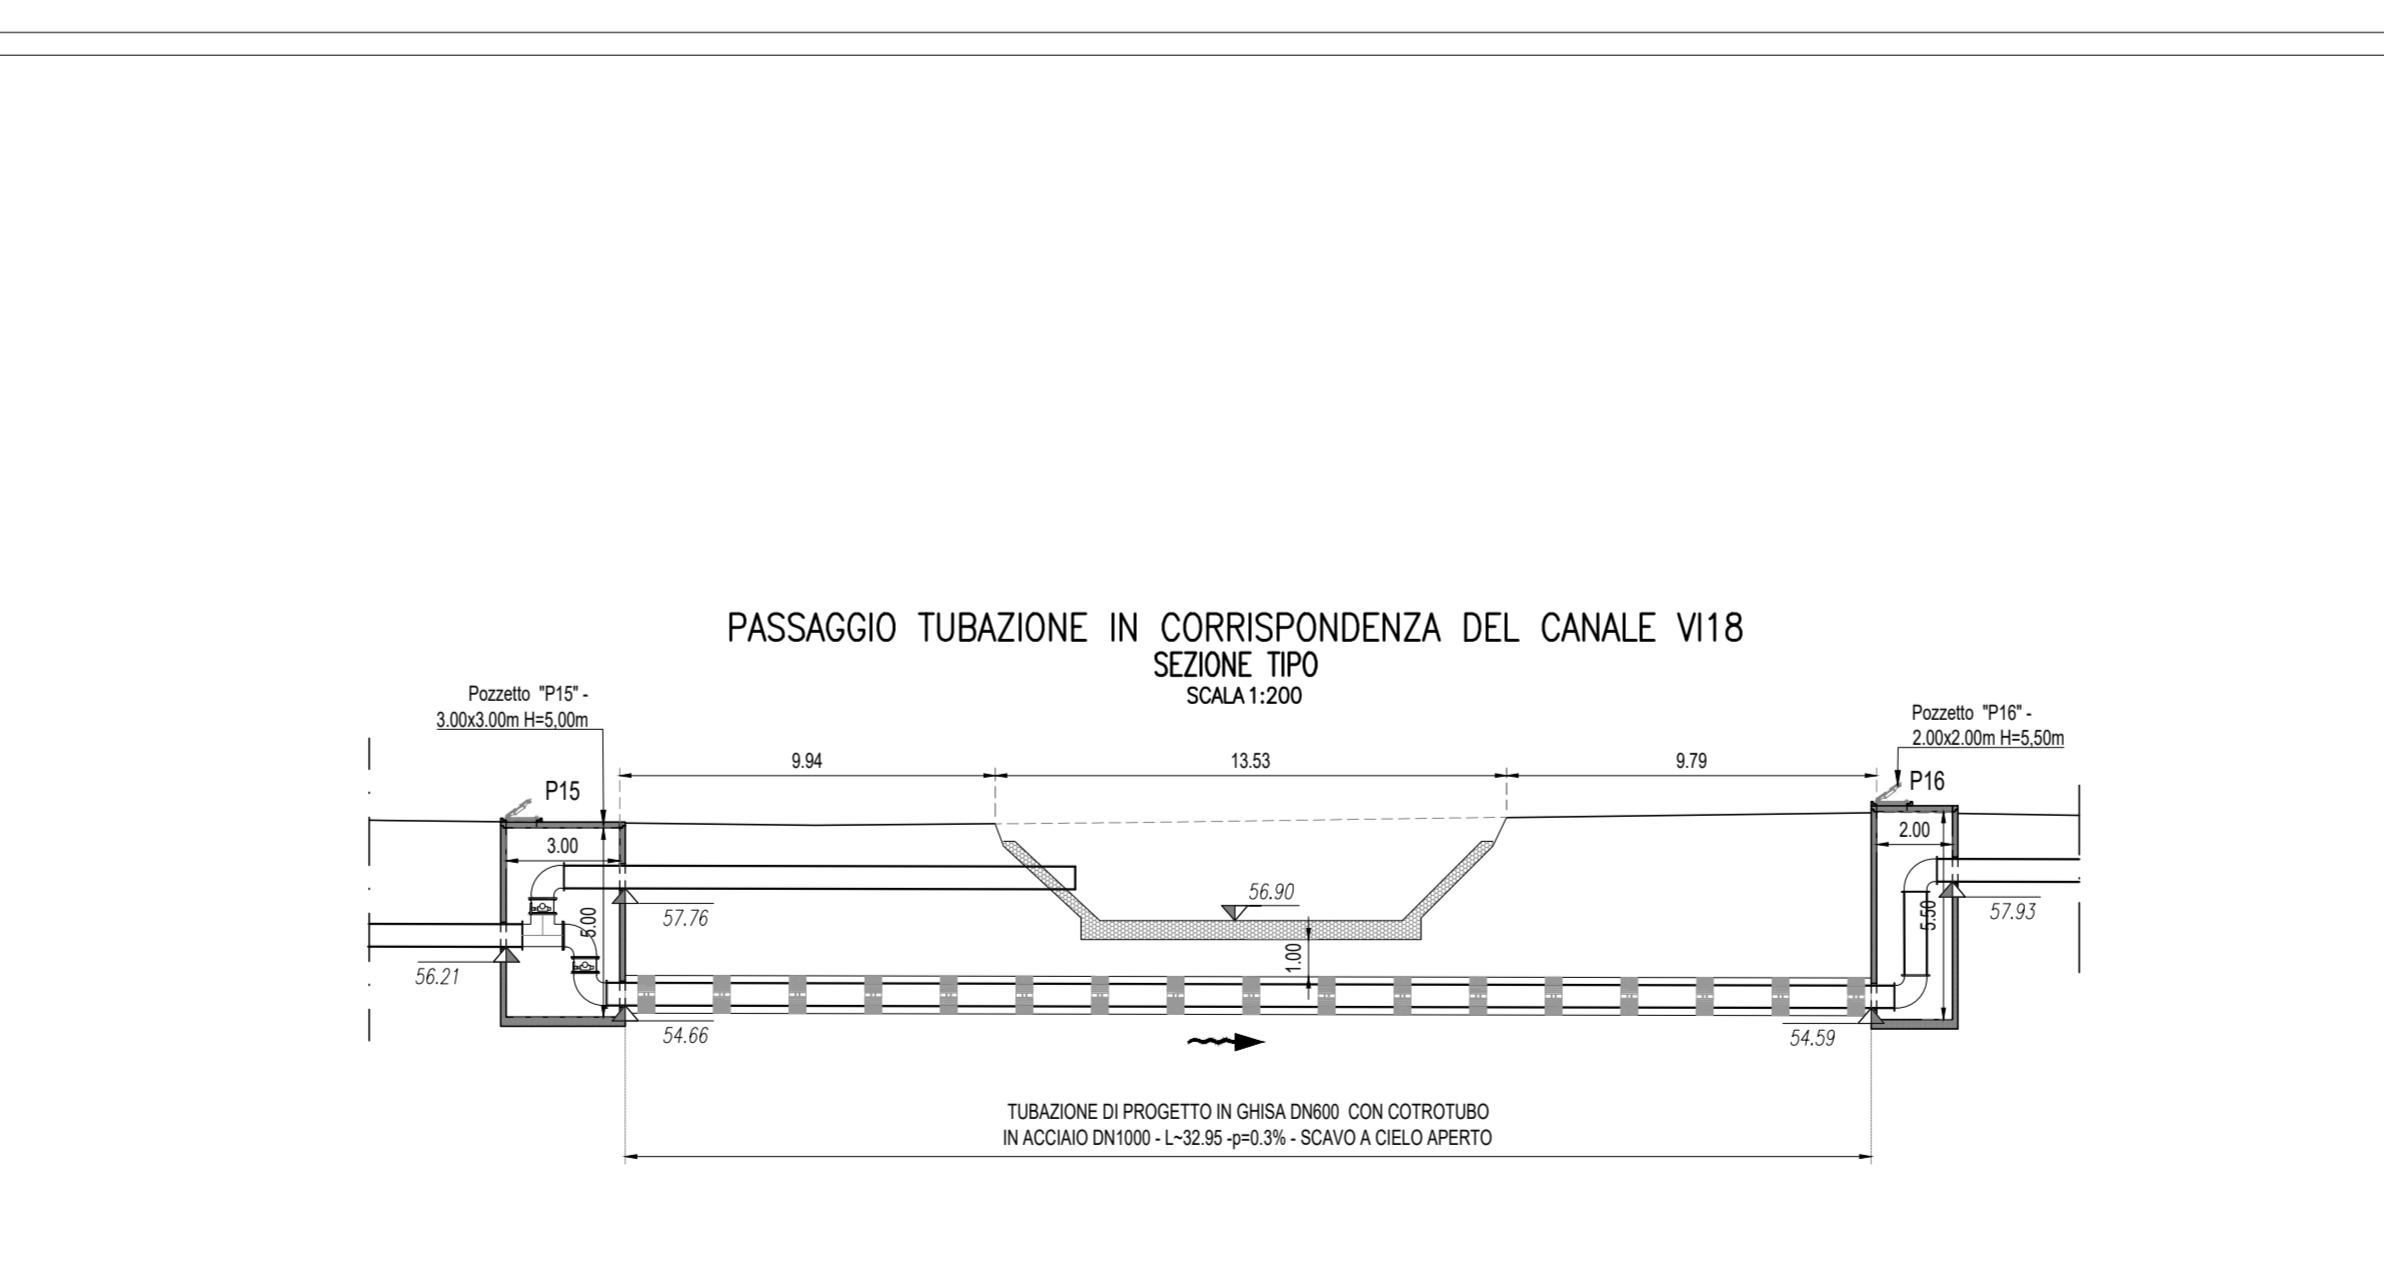 PASSAGGIO TUBAZIONE IN CORRISPONDENZA DEL CANALE VI18
SEZIONE TIPO
SCALA 1:200
Pozzetto "P15" -
3.00x3.00m H=5,00m
Pozzetto "P16" -
2.00x2.00m H=5,50m
9.94
13.53
9.79
P15
P16
3.00
2.00
5.00
5.50
56.90
57.76
57.93
56.21
1.00
54.66
54.59
TUBAZIONE DI PROGETTO IN GHISA DN600 CON COTROTUBO
IN ACCIAIO DN1000 - L~32.95 -p=0.3% - SCAVO A CIELO APERTO